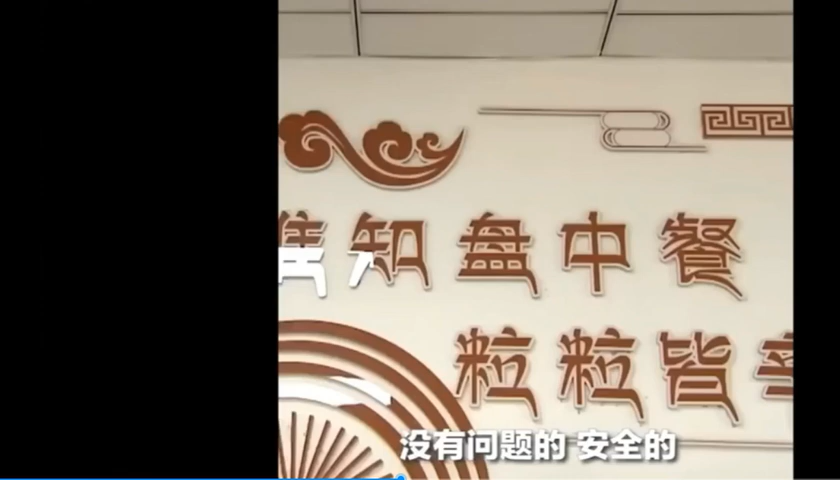 知盘中餐
粒粒皆
没有问题的 安全的